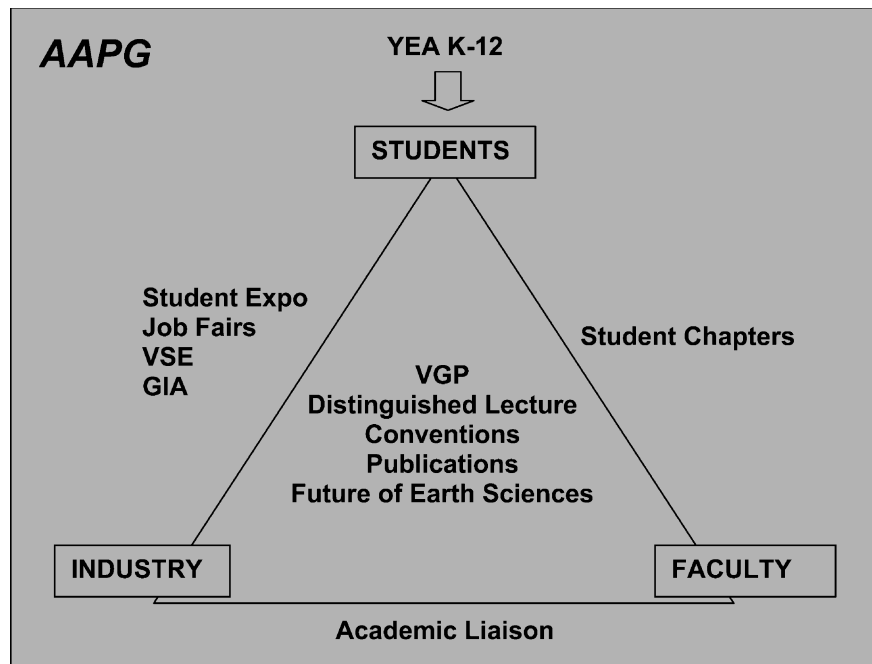 AAPG
YEA K-12
STUDENTS
Student Expo
Job Fairs
VSE
GIA
Student Chapters
VGP
Distinguished Lecture
Conventions
Publications
Future of Earth Sciences
INDUSTRY
FACULTY
Academic Liaison